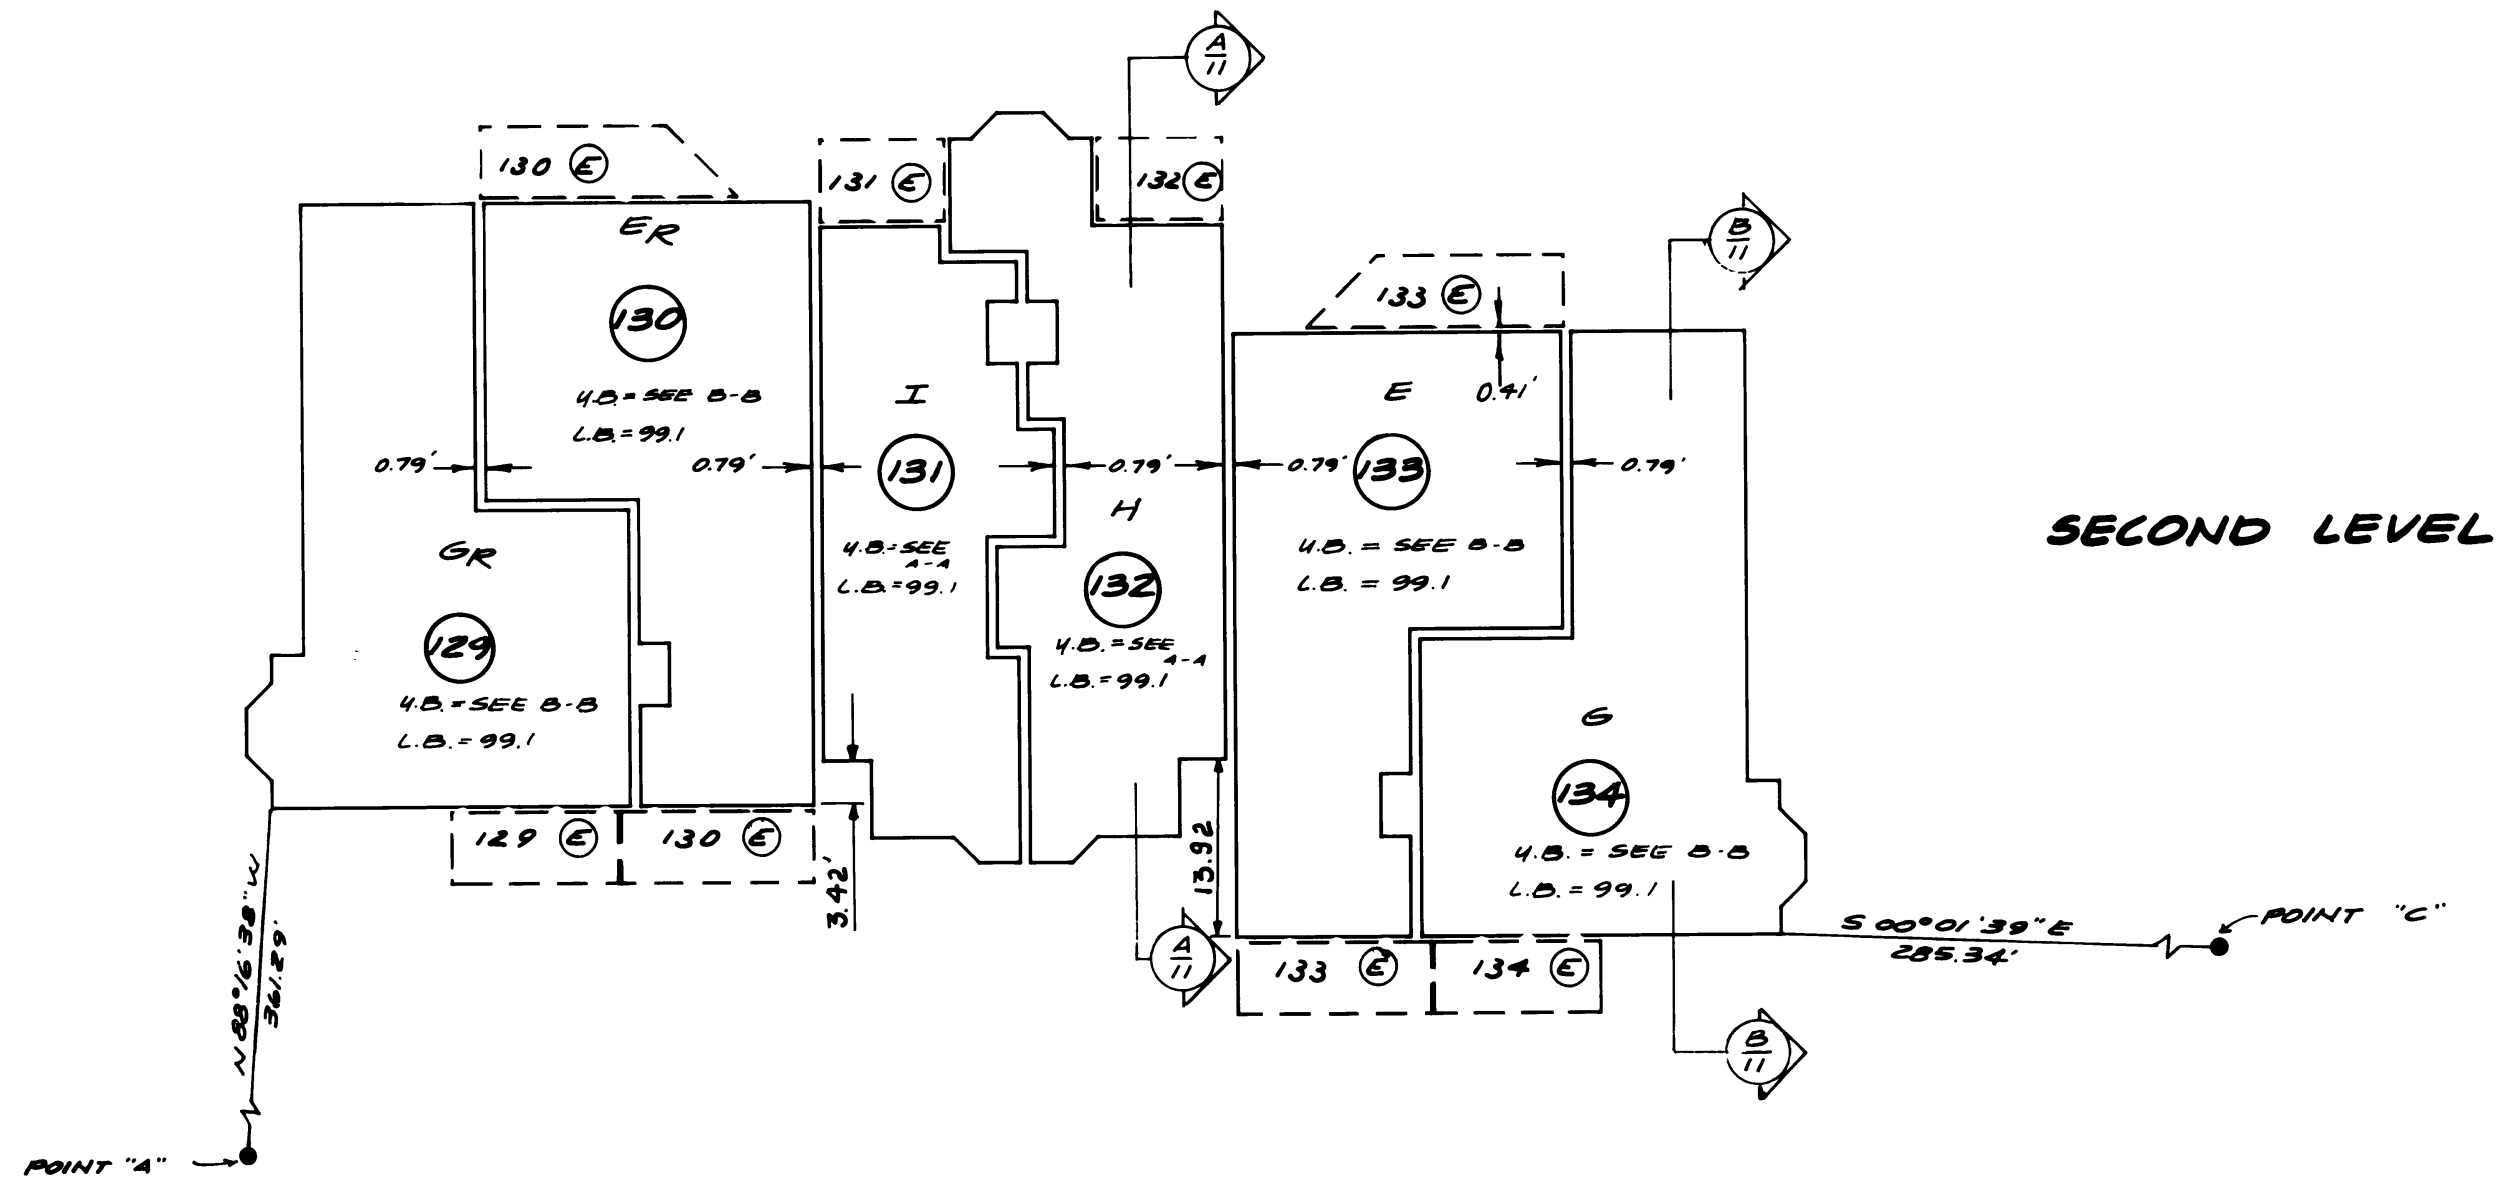 A
11
130 E
131 E
132 E
B
11
ER
130
U.B. = SEE B-B
L.B. = 99.1
133 E
I
131
E
0.41'
0.79'
0.79'
0.79'
0.79'
133
0.79'
H
SECOND LEVEL
GR
U.B. = SEE
A-A
L.B. = 99.1
U.B. = SEE B-B
L.B. = 99.1
132
129
U.B. = SEE
A-A
L.B. = 99.1
U.B. = SEE B-B
L.B. = 99.1
G
134
129 E
130 E
3.42'
13.92
U.B. = SEE B-B
L.B. = 99.1
N 88°16'38" W
361.29'
A
11
133 E
134 E
S 00°01'39" E
285.34'
POINT "C"
B
11
POINT "A"